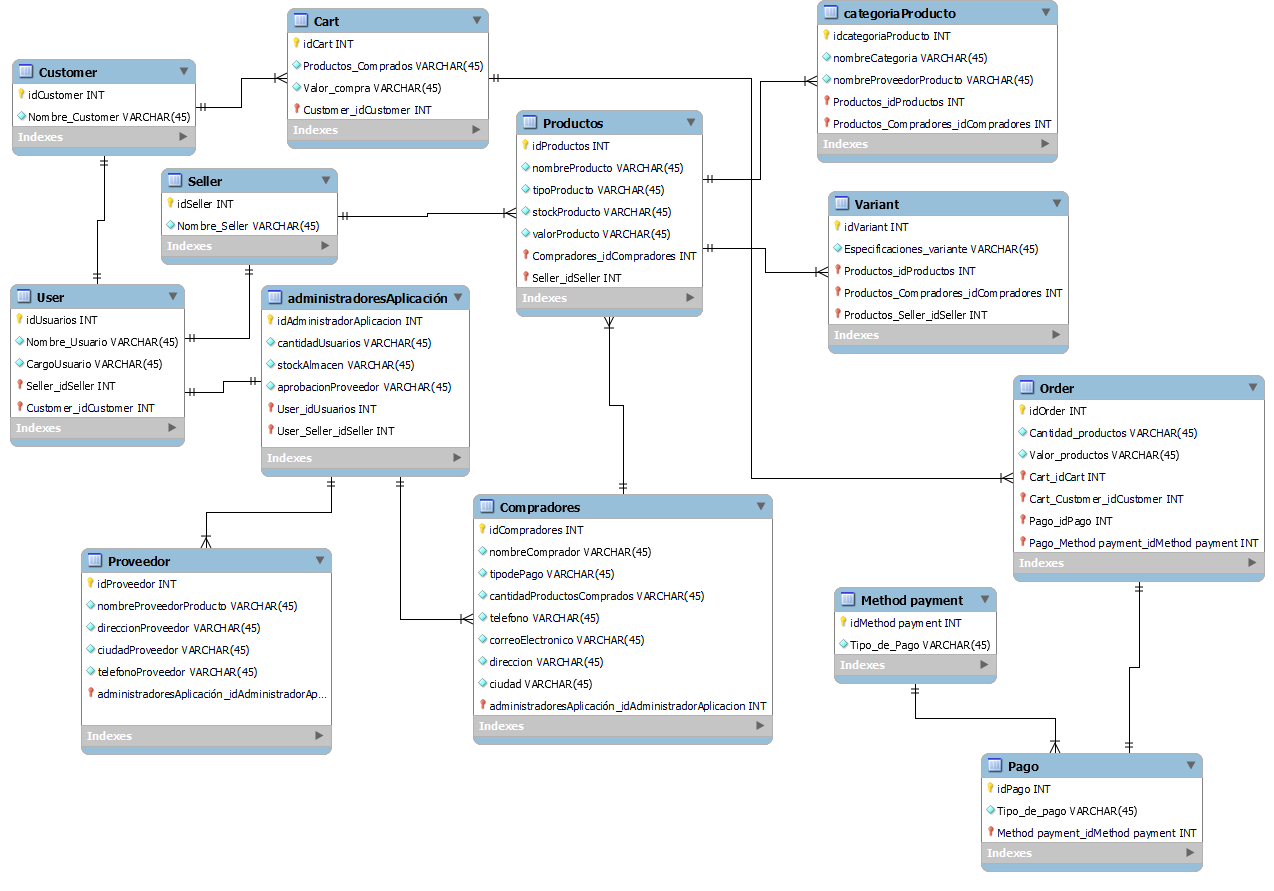 Customer
idCustomer INT
Nombre_Customer VARCHAR(45)
Indexes
Cart
idCart INT
Productos_Comprados VARCHAR(45)
Valor_compra VARCHAR(45)
Customer_idCustomer INT
Indexes
categoriaProducto
idcategoriaProducto INT
nombreCategoria VARCHAR(45)
nombreProveedorProducto VARCHAR(45)
Productos_idProductos INT
Productos_Compradores_idCompradores INT
Indexes
Seller
idSeller INT
Nombre_Seller VARCHAR(45)
Indexes
Productos
idProductos INT
nombreProducto VARCHAR(45)
tipoProducto VARCHAR(45)
stockProducto VARCHAR(45)
valorProducto VARCHAR(45)
Compradores_idCompradores INT
Seller_idSeller INT
Indexes
Variant
idVariant INT
Especificaciones_variante VARCHAR(45)
Productos_idProductos INT
Productos_Compradores_idCompradores INT
Productos_Seller_idSeller INT
Indexes
User
idUsuarios INT
Nombre_Usuario VARCHAR(45)
CargoUsuario VARCHAR(45)
Seller_idSeller INT
Customer_idCustomer INT
Indexes
administradoresAplicación
idAdministradorAplicacion INT
cantidadUsuarios VARCHAR(45)
stockAlmacen VARCHAR(45)
aprobacionProveedor VARCHAR(45)
User_idUsuarios INT
User_Seller_idSeller INT
Indexes
Order
idOrder INT
Cantidad_productos VARCHAR(45)
Valor_productos VARCHAR(45)
Cart_idCart INT
Cart_Customer_idCustomer INT
Pago_idPago INT
Pago_Method payment_idMethod payment INT
Indexes
Proveedor
idProveedor INT
nombreProveedorProducto VARCHAR(45)
direccionProveedor VARCHAR(45)
ciudadProveedor VARCHAR(45)
telefonoProveedor VARCHAR(45)
administradoresAplicación_idAdministradorAp...
Indexes
Compradores
idCompradores INT
nombreComprador VARCHAR(45)
tipodePago VARCHAR(45)
cantidadProductosComprados VARCHAR(45)
telefono VARCHAR(45)
correoElectronico VARCHAR(45)
direccion VARCHAR(45)
ciudad VARCHAR(45)
administradoresAplicación_idAdministradorAplicacion INT
Indexes
Method payment
idMethod payment INT
Tipo_de_Pago VARCHAR(45)
Indexes
Pago
idPago INT
Tipo_de_pago VARCHAR(45)
Method payment_idMethod payment INT
Indexes